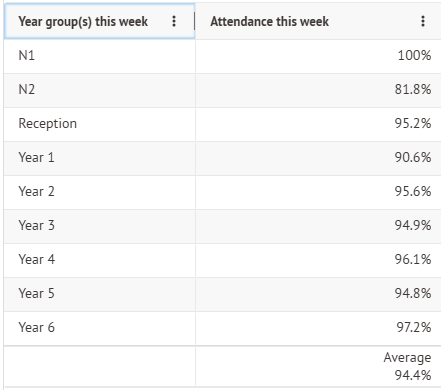 Year group(s) this week Attendance this week
N1 100%
N2 81.8%
Reception 95.2%
Year 1 90.6%
Year 2 95.6%
Year 3 94.9%
Year 4 96.1%
Year 5 94.8%
Year 6 97.2%
Average
94.4%